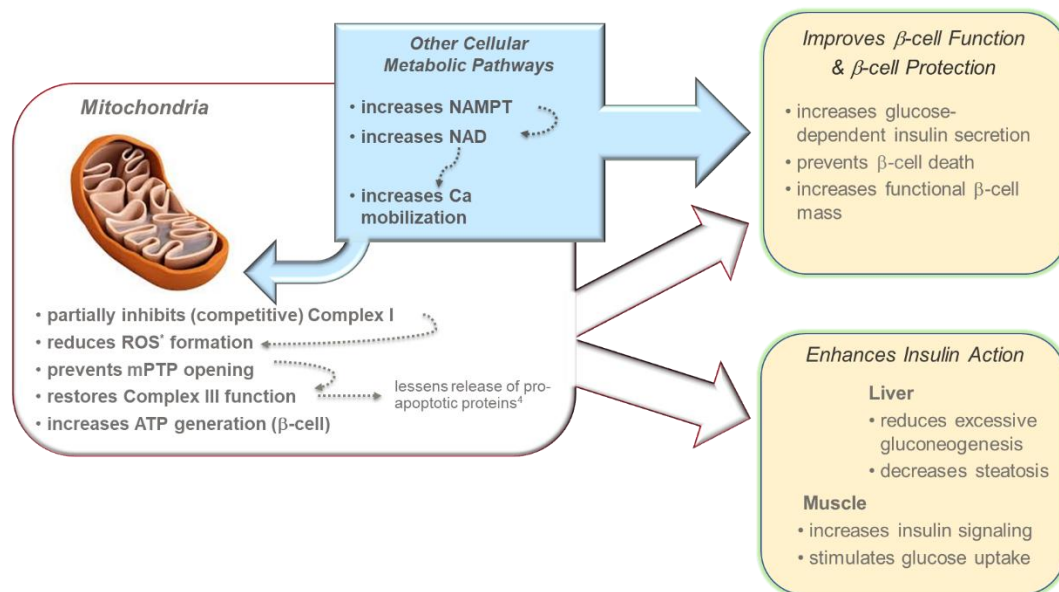 Other Cellular
Metabolic Pathways
• increases NAMPT
• increases NAD
• increases Ca
mobilization
Mitochondria
• partially inhibits (competitive) Complex I
• reduces ROS* formation
• prevents mPTP opening
• restores Complex III function
• increases ATP generation (β-cell)
lessens release of pro-
apoptotic proteins⁴
Improves β-cell Function
& β-cell Protection
• increases glucose-
dependent insulin secretion
• prevents β-cell death
• increases functional β-cell
mass
Enhances Insulin Action
Liver
• reduces excessive
gluconeogenesis
• decreases steatosis
Muscle
• increases insulin signaling
• stimulates glucose uptake